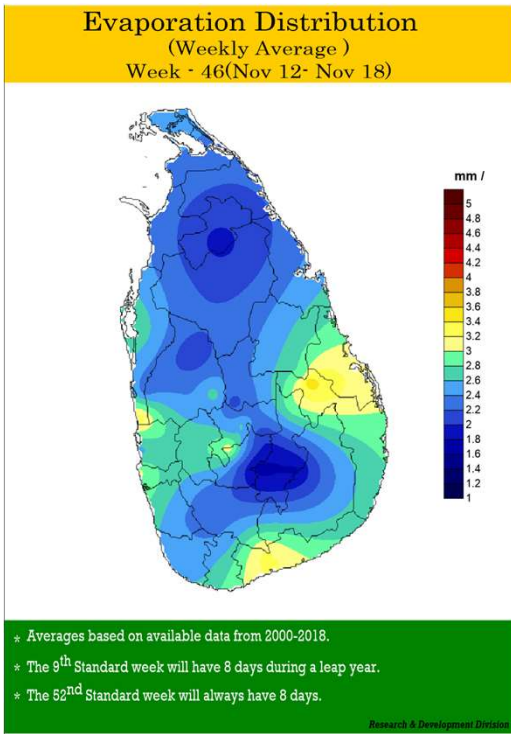 Evaporation Distribution
(Weekly Average )
Week - 46(Nov 12- Nov 18)
mm /
5
4.8
4.6
4.4
4.2
4
3.8
3.6
3.4
3.2
3
2.8
2.6
2.4
2.2
2
1.8
1.6
1.4
1.2
1
* Averages based on available data from 2000-2018.
* The 9th Standard week will have 8 days during a leap year.
* The 52nd Standard week will always have 8 days.
Research & Development Division